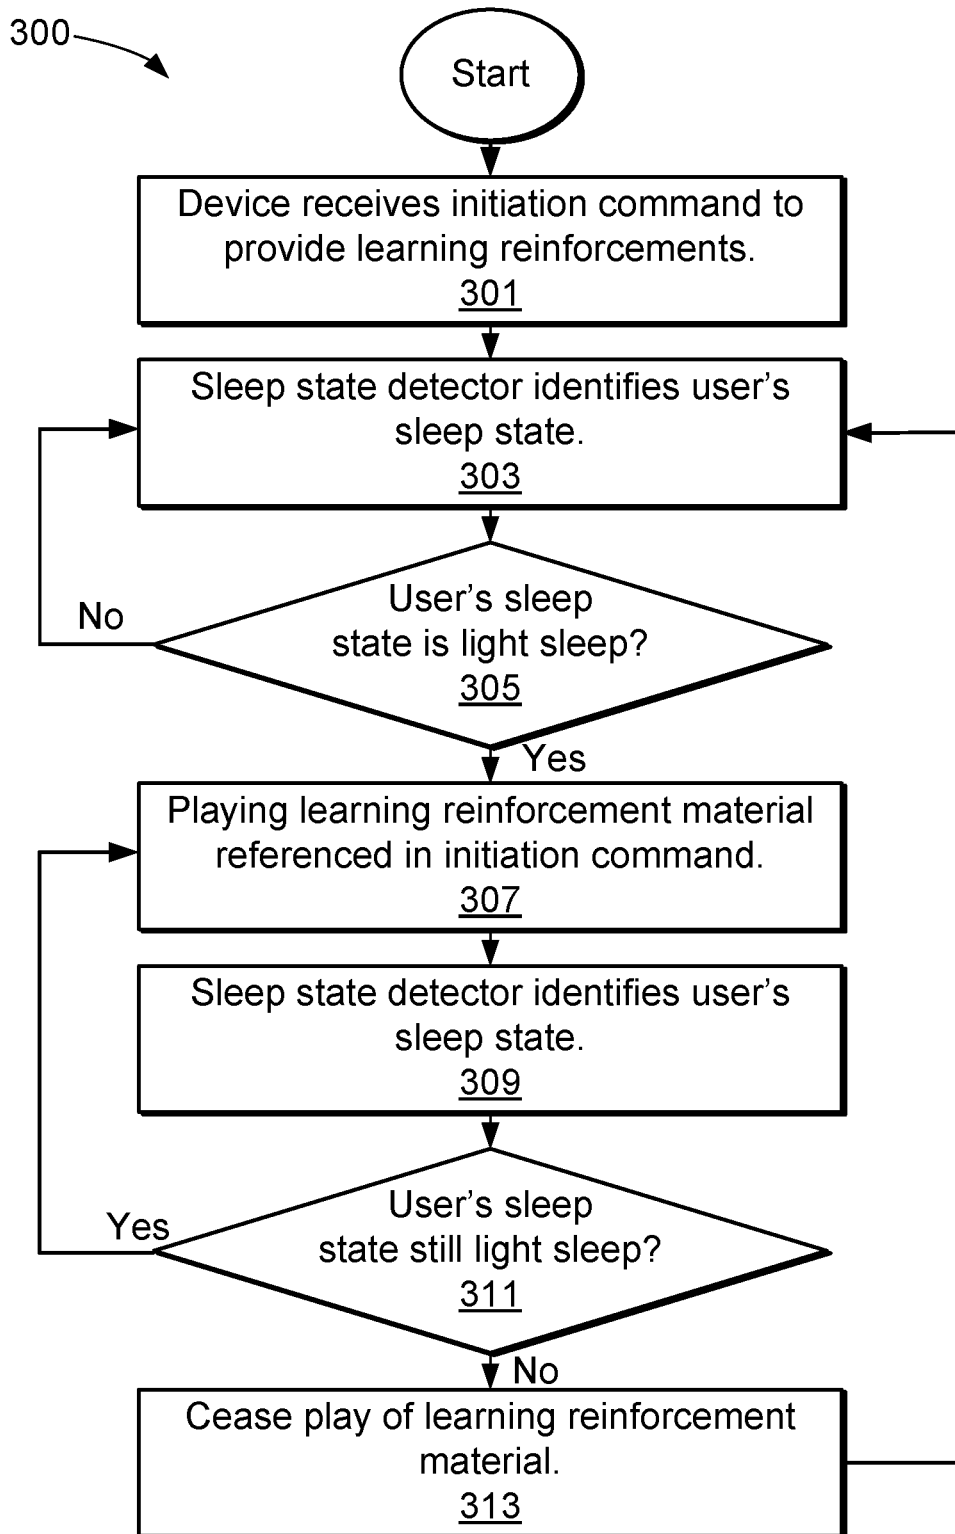 300
Start
Device receives initiation command to
provide learning reinforcements.
301
Sleep state detector identifies user's
sleep state.
303
User's sleep
state is light sleep?
305
No
Yes
Playing learning reinforcement material
referenced in initiation command.
307
Sleep state detector identifies user's
sleep state.
309
User's sleep
state still light sleep?
311
Yes
No
Cease play of learning reinforcement
material.
313